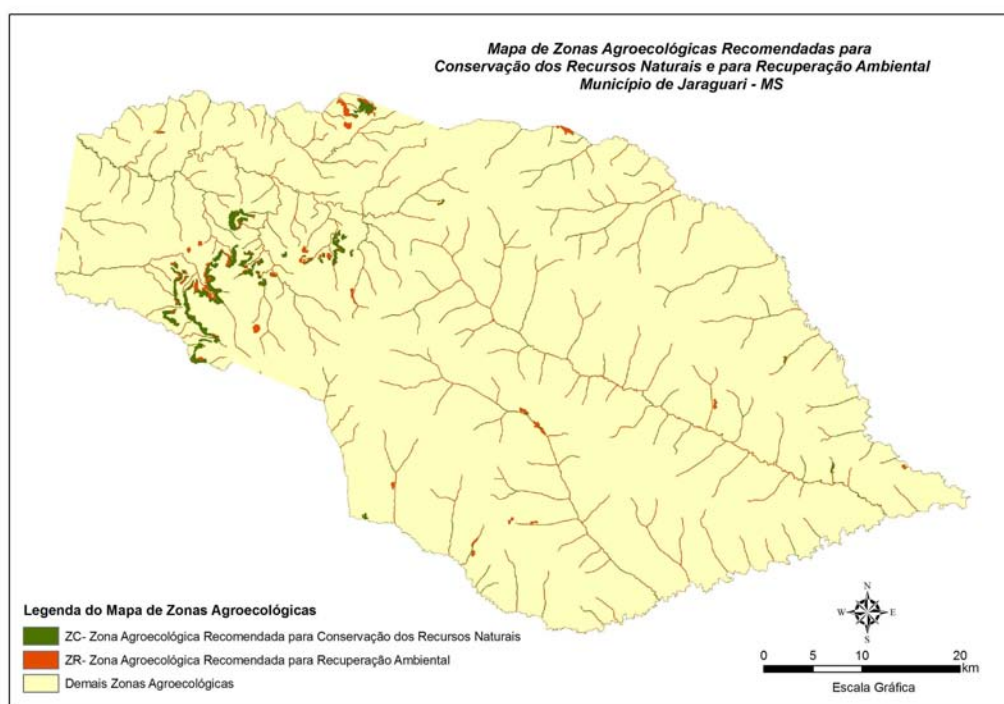 Mapa de Zonas Agroecológicas Recomendadas para
Conservação dos Recursos Naturais e para Recuperação Ambiental
Município de Jaraguari - MS
Legenda do Mapa de Zonas Agroecológicas
ZC- Zona Agroecológica Recomendada para Conservação dos Recursos Naturais
ZR- Zona Agroecológica Recomendada para Recuperação Ambiental
Demais Zonas Agroecológicas
N
W E
S
0 5 10 20
km
Escala Gráfica